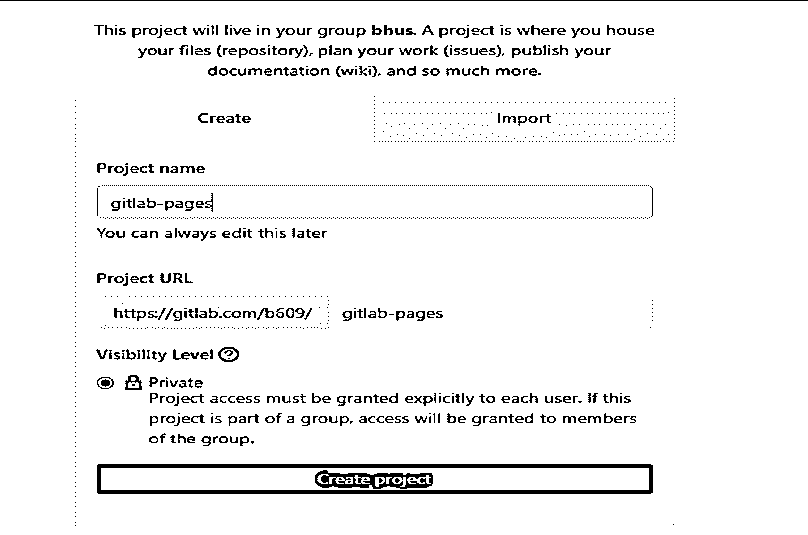 This project will live in your group bhus. A project is where you house
your files (repository), plan your work (issues), publish your
documentation (wiki), and so much more.
Create
Import
Project name
gitlab-pages
You can always edit this later
Project URL
https://gitlab.com/b609/ gitlab-pages
Visibility Level ?
Private
Project access must be granted explicitly to each user. If this
project is part of a group, access will be granted to members
of the group.
Create project